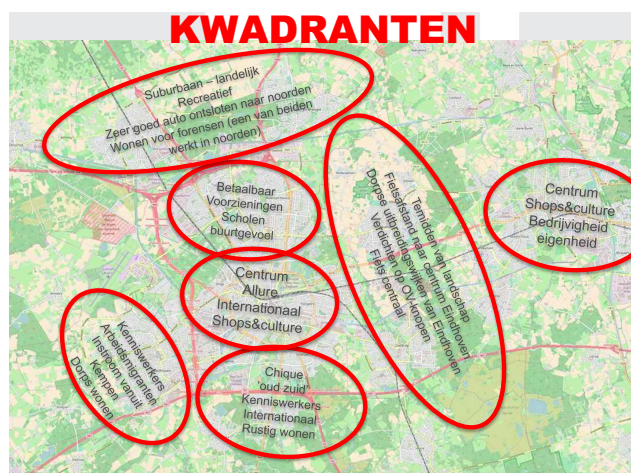 KWADRANTEN
Suburbaan – landelijk
Recreatief
Zeer goed auto ontsloten naar noorden
Wonen voor forensen (een van beiden
werkt in noorden)
Betaalbaar
Voorzieningen
Scholen
buurtgevoel
Temidden van landschap
Fietsafstand naar centrum Eindhoven
Dorpse uitbreidingswijken van Eindhoven
Verdichten op OV-knopen
Fiets centraal
Centrum
Shops&culture
Bedrijvigheid
eigenheid
Centrum
Allure
Internationaal
Shops&culture
Kenniswerkers
Arbeidsmigranten
Instroom vanuit
Kempen
Dorps wonen
Chique
'oud zuid"
Kenniswerkers
Internationaal
Rustig wonen